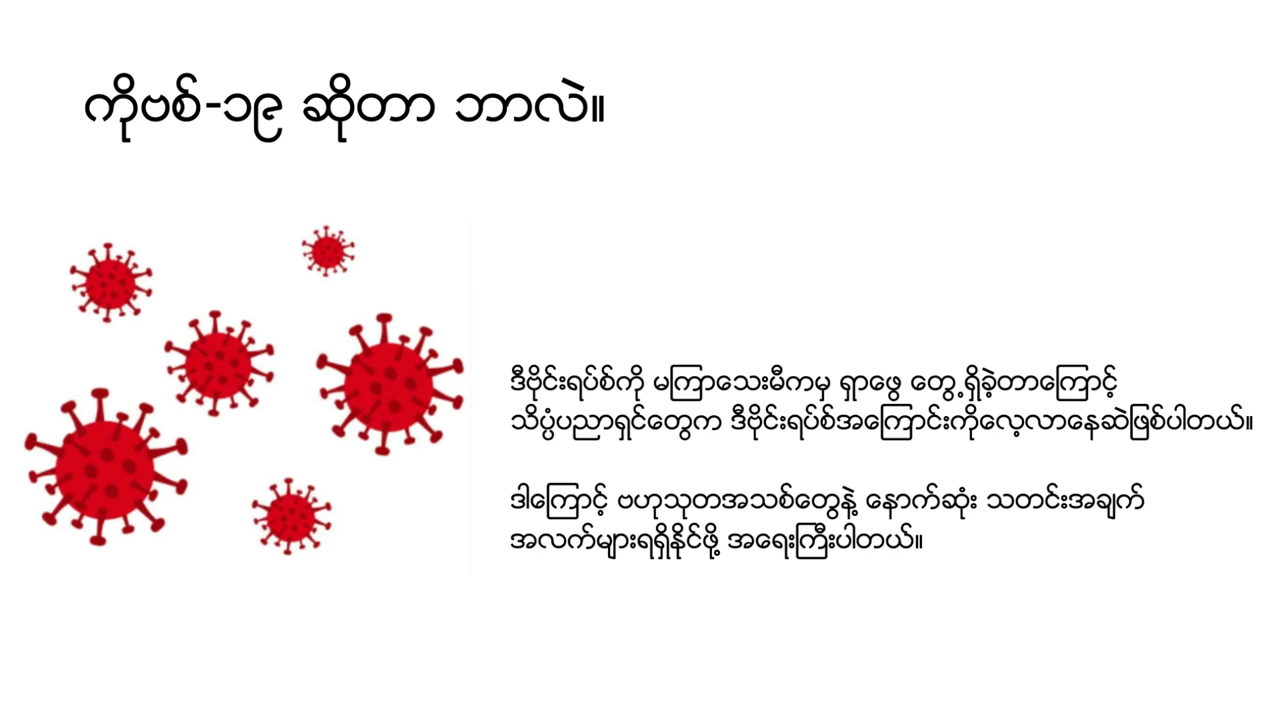 ကိုဗစ်-၁၉ ဆိုတာ ဘာလဲ။
ဒီဗိုင်းရပ်စ်ကို မကြာသေးမီကမှ ရှာဖွေ တွေ့ရှိခဲ့တာကြောင့်
သိပ္ပံပညာရှင်တွေက ဒီဗိုင်းရပ်စ်အကြောင်းကိုလေ့လာနေဆဲဖြစ်ပါတယ်။
ဒါကြောင့် ဗဟုသုတအသစ်တွေနဲ့ နောက်ဆုံး သတင်းအချက်
အလက်များရရှိနိုင်ဖို့ အရေးကြီးပါတယ်။